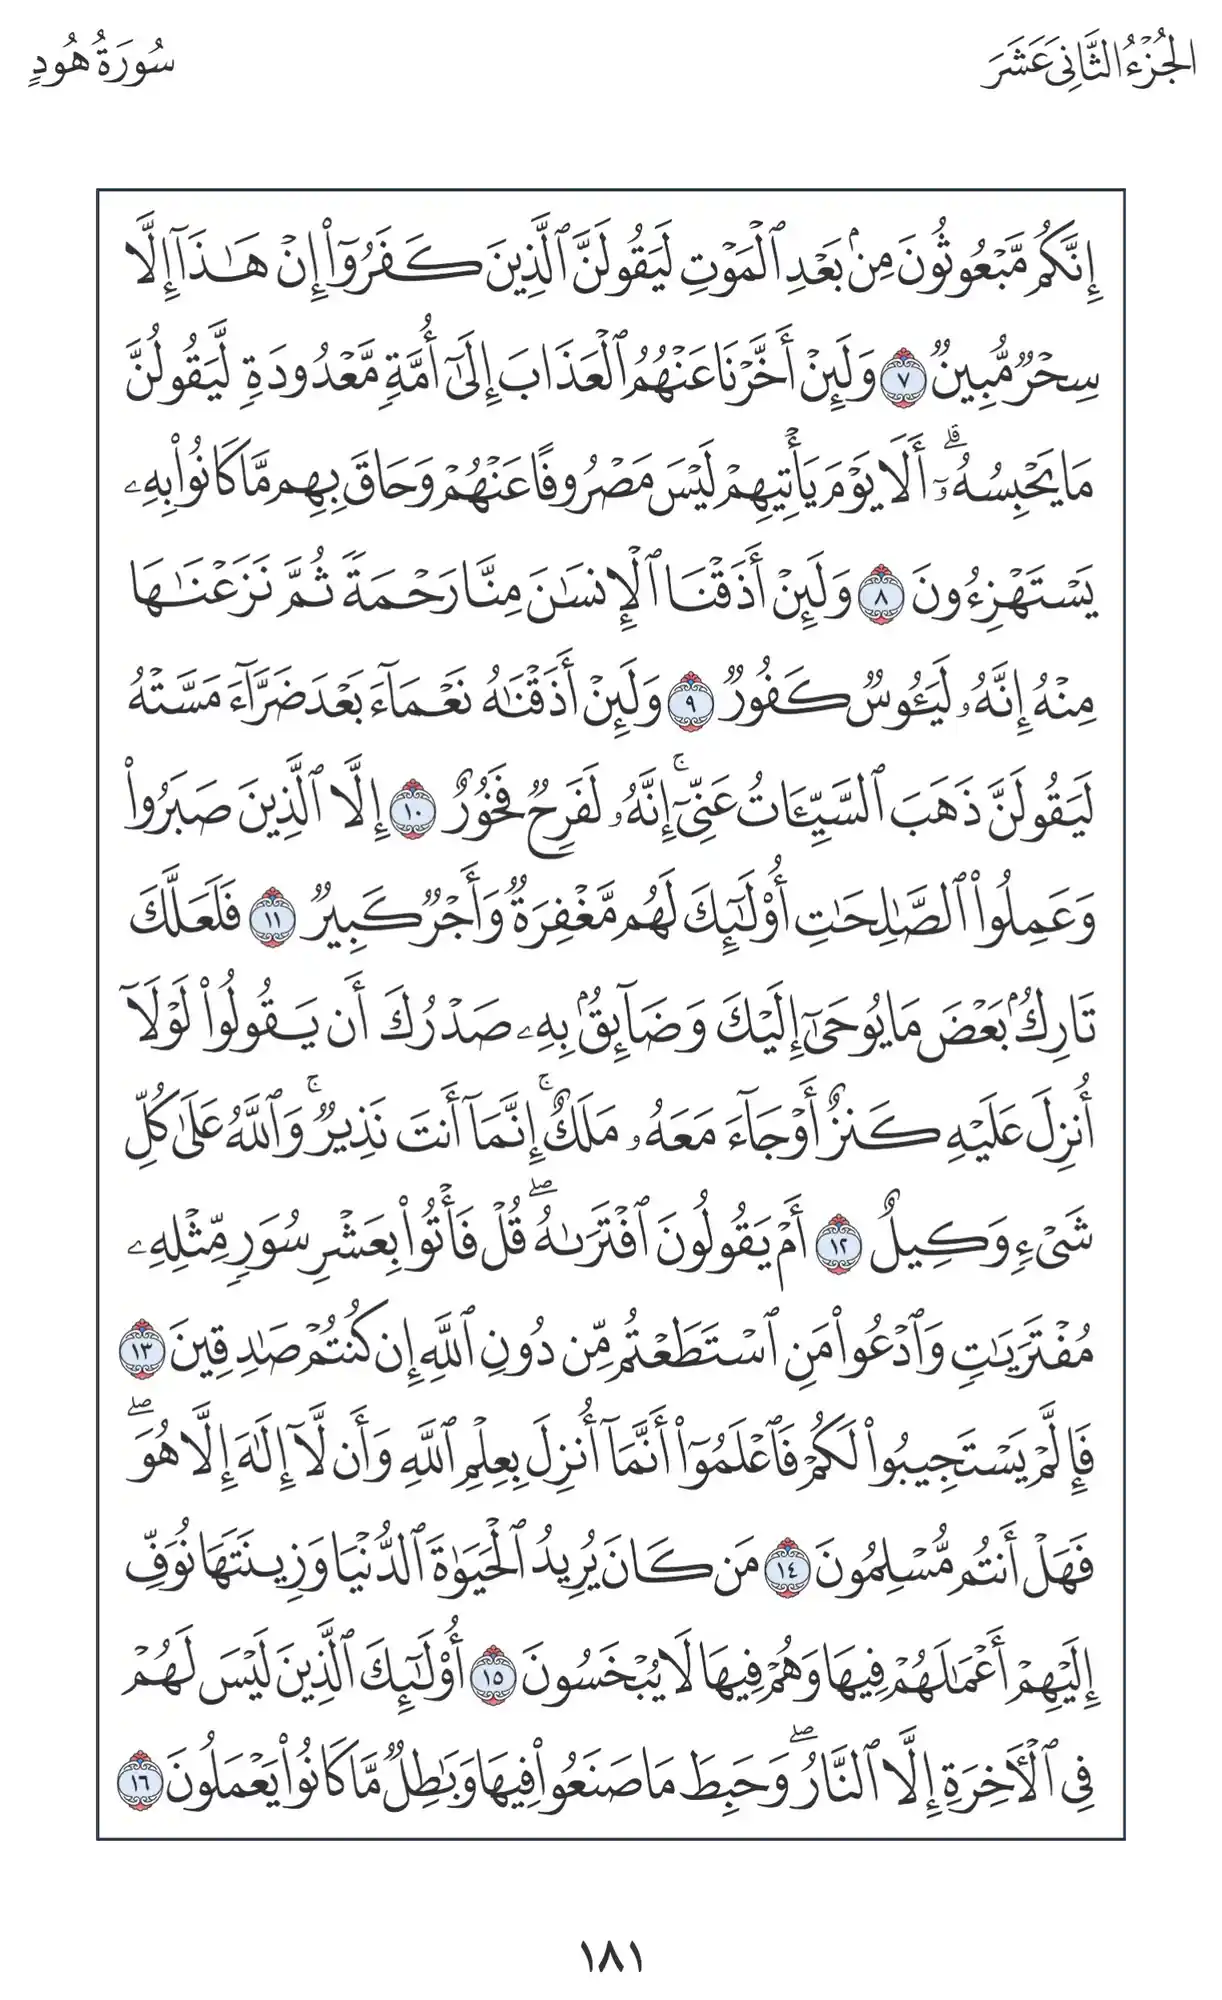 الجُزْءُ الثَّانِيَ عَشَرَ
سُورَةُ هُودٍ
إِنَّكُم مَّبۡعُوثُونَ مِنۢ بَعۡدِ ٱلۡمَوۡتِ لَيَقُولَنَّ ٱلَّذِينَ كَفَرُوٓاْ إِنۡ هَٰذَآ إِلَّا
سِحۡرٞ مُّبِينٞ ٧ وَلَئِنۡ أَخَّرۡنَا عَنۡهُمُ ٱلۡعَذَابَ إِلَىٰٓ أُمَّةٖ مَّعۡدُودَةٖ لَّيَقُولُنَّ
مَا يَحۡبِسُهُۥٓۗ أَلَا يَوۡمَ يَأۡتِيهِمۡ لَيۡسَ مَصۡرُوفًا عَنۡهُمۡ وَحَاقَ بِهِم مَّا كَانُواْ بِهِۦ
يَسۡتَهۡزِءُونَ ٨ وَلَئِنۡ أَذَقۡنَا ٱلۡإِنسَٰنَ مِنَّا رَحۡمَةٗ ثُمَّ نَزَعۡنَٰهَا
مِنۡهُ إِنَّهُۥ لَيَـُٔوسٞ كَفُورٞ ٩ وَلَئِنۡ أَذَقۡنَٰهُ نَعۡمَآءَ بَعۡدَ ضَرَّآءَ مَسَّتۡهُ
لَيَقُولَنَّ ذَهَبَ ٱلسَّيِّـَٔاتُ عَنِّيٓۚ إِنَّهُۥ لَفَرِحٞ فَخُورٌ ١٠ إِلَّا ٱلَّذِينَ صَبَرُواْ
وَعَمِلُواْ ٱلصَّٰلِحَٰتِ أُوْلَٰٓئِكَ لَهُم مَّغۡفِرَةٞ وَأَجۡرٞ كَبِيرٞ ١١ فَلَعَلَّكَ
تَارِكُۢ بَعۡضَ مَا يُوحَىٰٓ إِلَيۡكَ وَضَآئِقُۢ بِهِۦ صَدۡرُكَ أَن يَقُولُواْ لَوۡلَآ
أُنزِلَ عَلَيۡهِ كَنزٌ أَوۡ جَآءَ مَعَهُۥ مَلَكٌۚ إِنَّمَآ أَنتَ نَذِيرٞۚ وَٱللَّهُ عَلَىٰ كُلِّ
شَيۡءٖ وَكِيلٌ ١٢ أَمۡ يَقُولُونَ ٱفۡتَرَىٰهُۖ قُلۡ فَأۡتُواْ بِعَشۡرِ سُوَرٖ مِّثۡلِهِۦ
مُفۡتَرَيَٰتٖ وَٱدۡعُواْ مَنِ ٱسۡتَطَعۡتُم مِّن دُونِ ٱللَّهِ إِن كُنتُمۡ صَٰدِقِينَ ١٣
فَإِلَّمۡ يَسۡتَجِيبُواْ لَكُمۡ فَٱعۡلَمُوٓاْ أَنَّمَآ أُنزِلَ بِعِلۡمِ ٱللَّهِ وَأَن لَّآ إِلَٰهَ إِلَّا هُوَۖ
فَهَلۡ أَنتُم مُّسۡلِمُونَ ١٤ مَن كَانَ يُرِيدُ ٱلۡحَيَوٰةَ ٱلدُّنۡيَا وَزِينَتَهَا نُوَفِّ
إِلَيۡهِمۡ أَعۡمَٰلَهُمۡ فِيهَا وَهُمۡ فِيهَا لَا يُبۡخَسُونَ ١٥ أُوْلَٰٓئِكَ ٱلَّذِينَ لَيۡسَ لَهُمۡ
فِي ٱلۡأٓخِرَةِ إِلَّا ٱلنَّارُۖ وَحَبِطَ مَا صَنَعُواْ فِيهَا وَبَٰطِلٞ مَّا كَانُواْ يَعۡمَلُونَ ١٦
١٨١